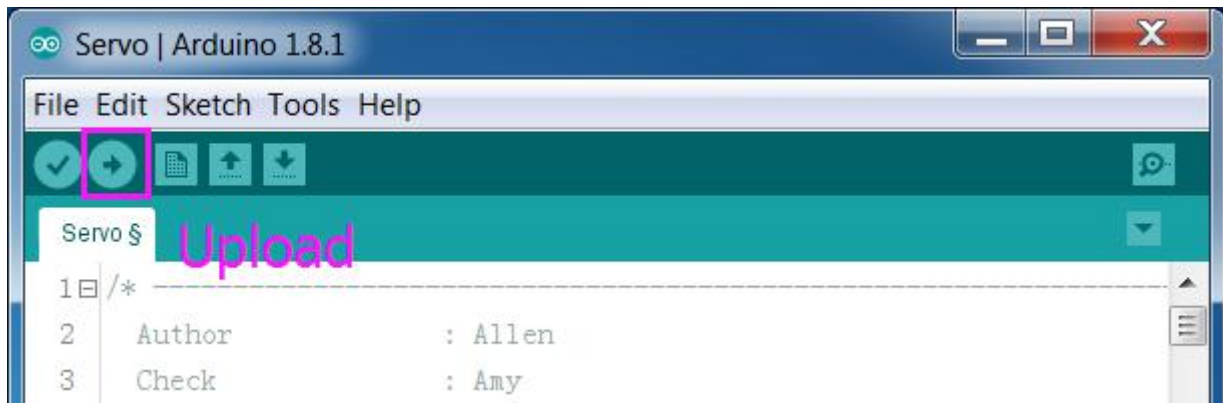 Servo | Arduino 1.8.1
File Edit Sketch Tools Help
Servo §
Upload
1 /* ----------------------------------------------------------------
2 Author : Allen
3 Check : Amy